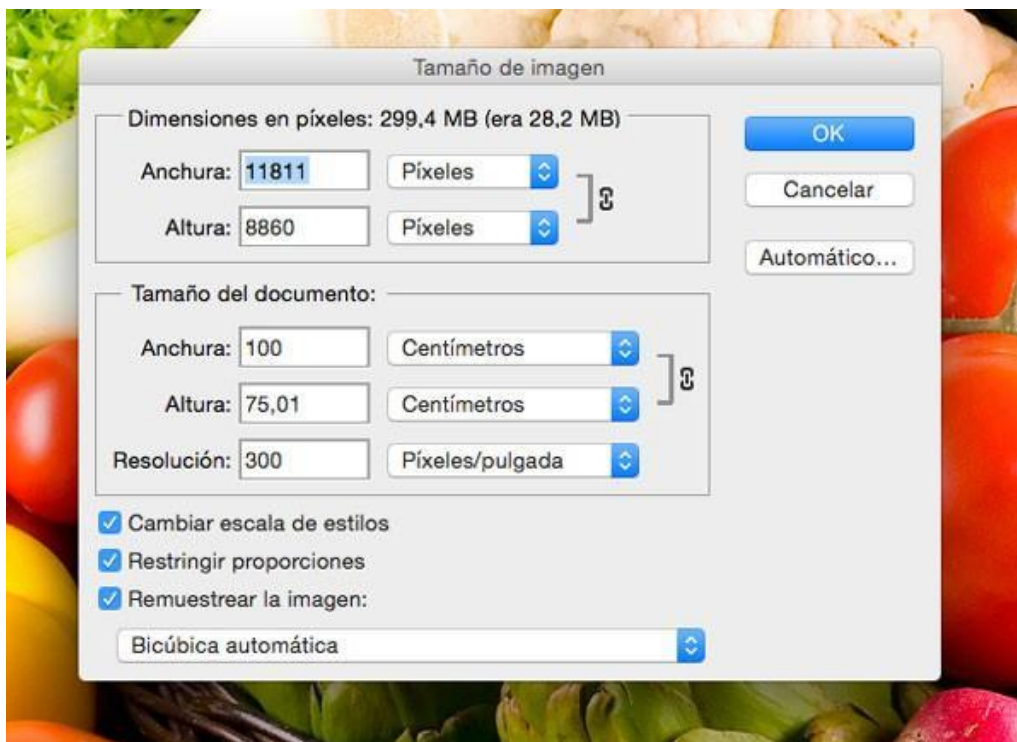 Tamaño de imagen
Dimensiones en píxeles: 299,4 MB (era 28,2 MB)
OK
Anchura: 11811 Píxeles
Cancelar
Altura: 8860 Píxeles
Automático...
Tamaño del documento:
Anchura: 100 Centímetros
Altura: 75,01 Centímetros
Resolución: 300 Píxeles/pulgada
Cambiar escala de estilos
Restringir proporciones
Remuestrear la imagen:
Bicúbica automática